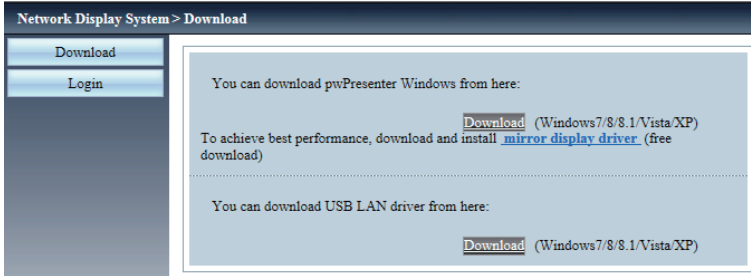 Network Display System > Download
Download
Login
You can download pwPresenter Windows from here:
Download (Windows7/8/8.1/Vista/XP)
To achieve best performance, download and install mirror display driver (free
download)
You can download USB LAN driver from here:
Download (Windows7/8/8.1/Vista/XP)